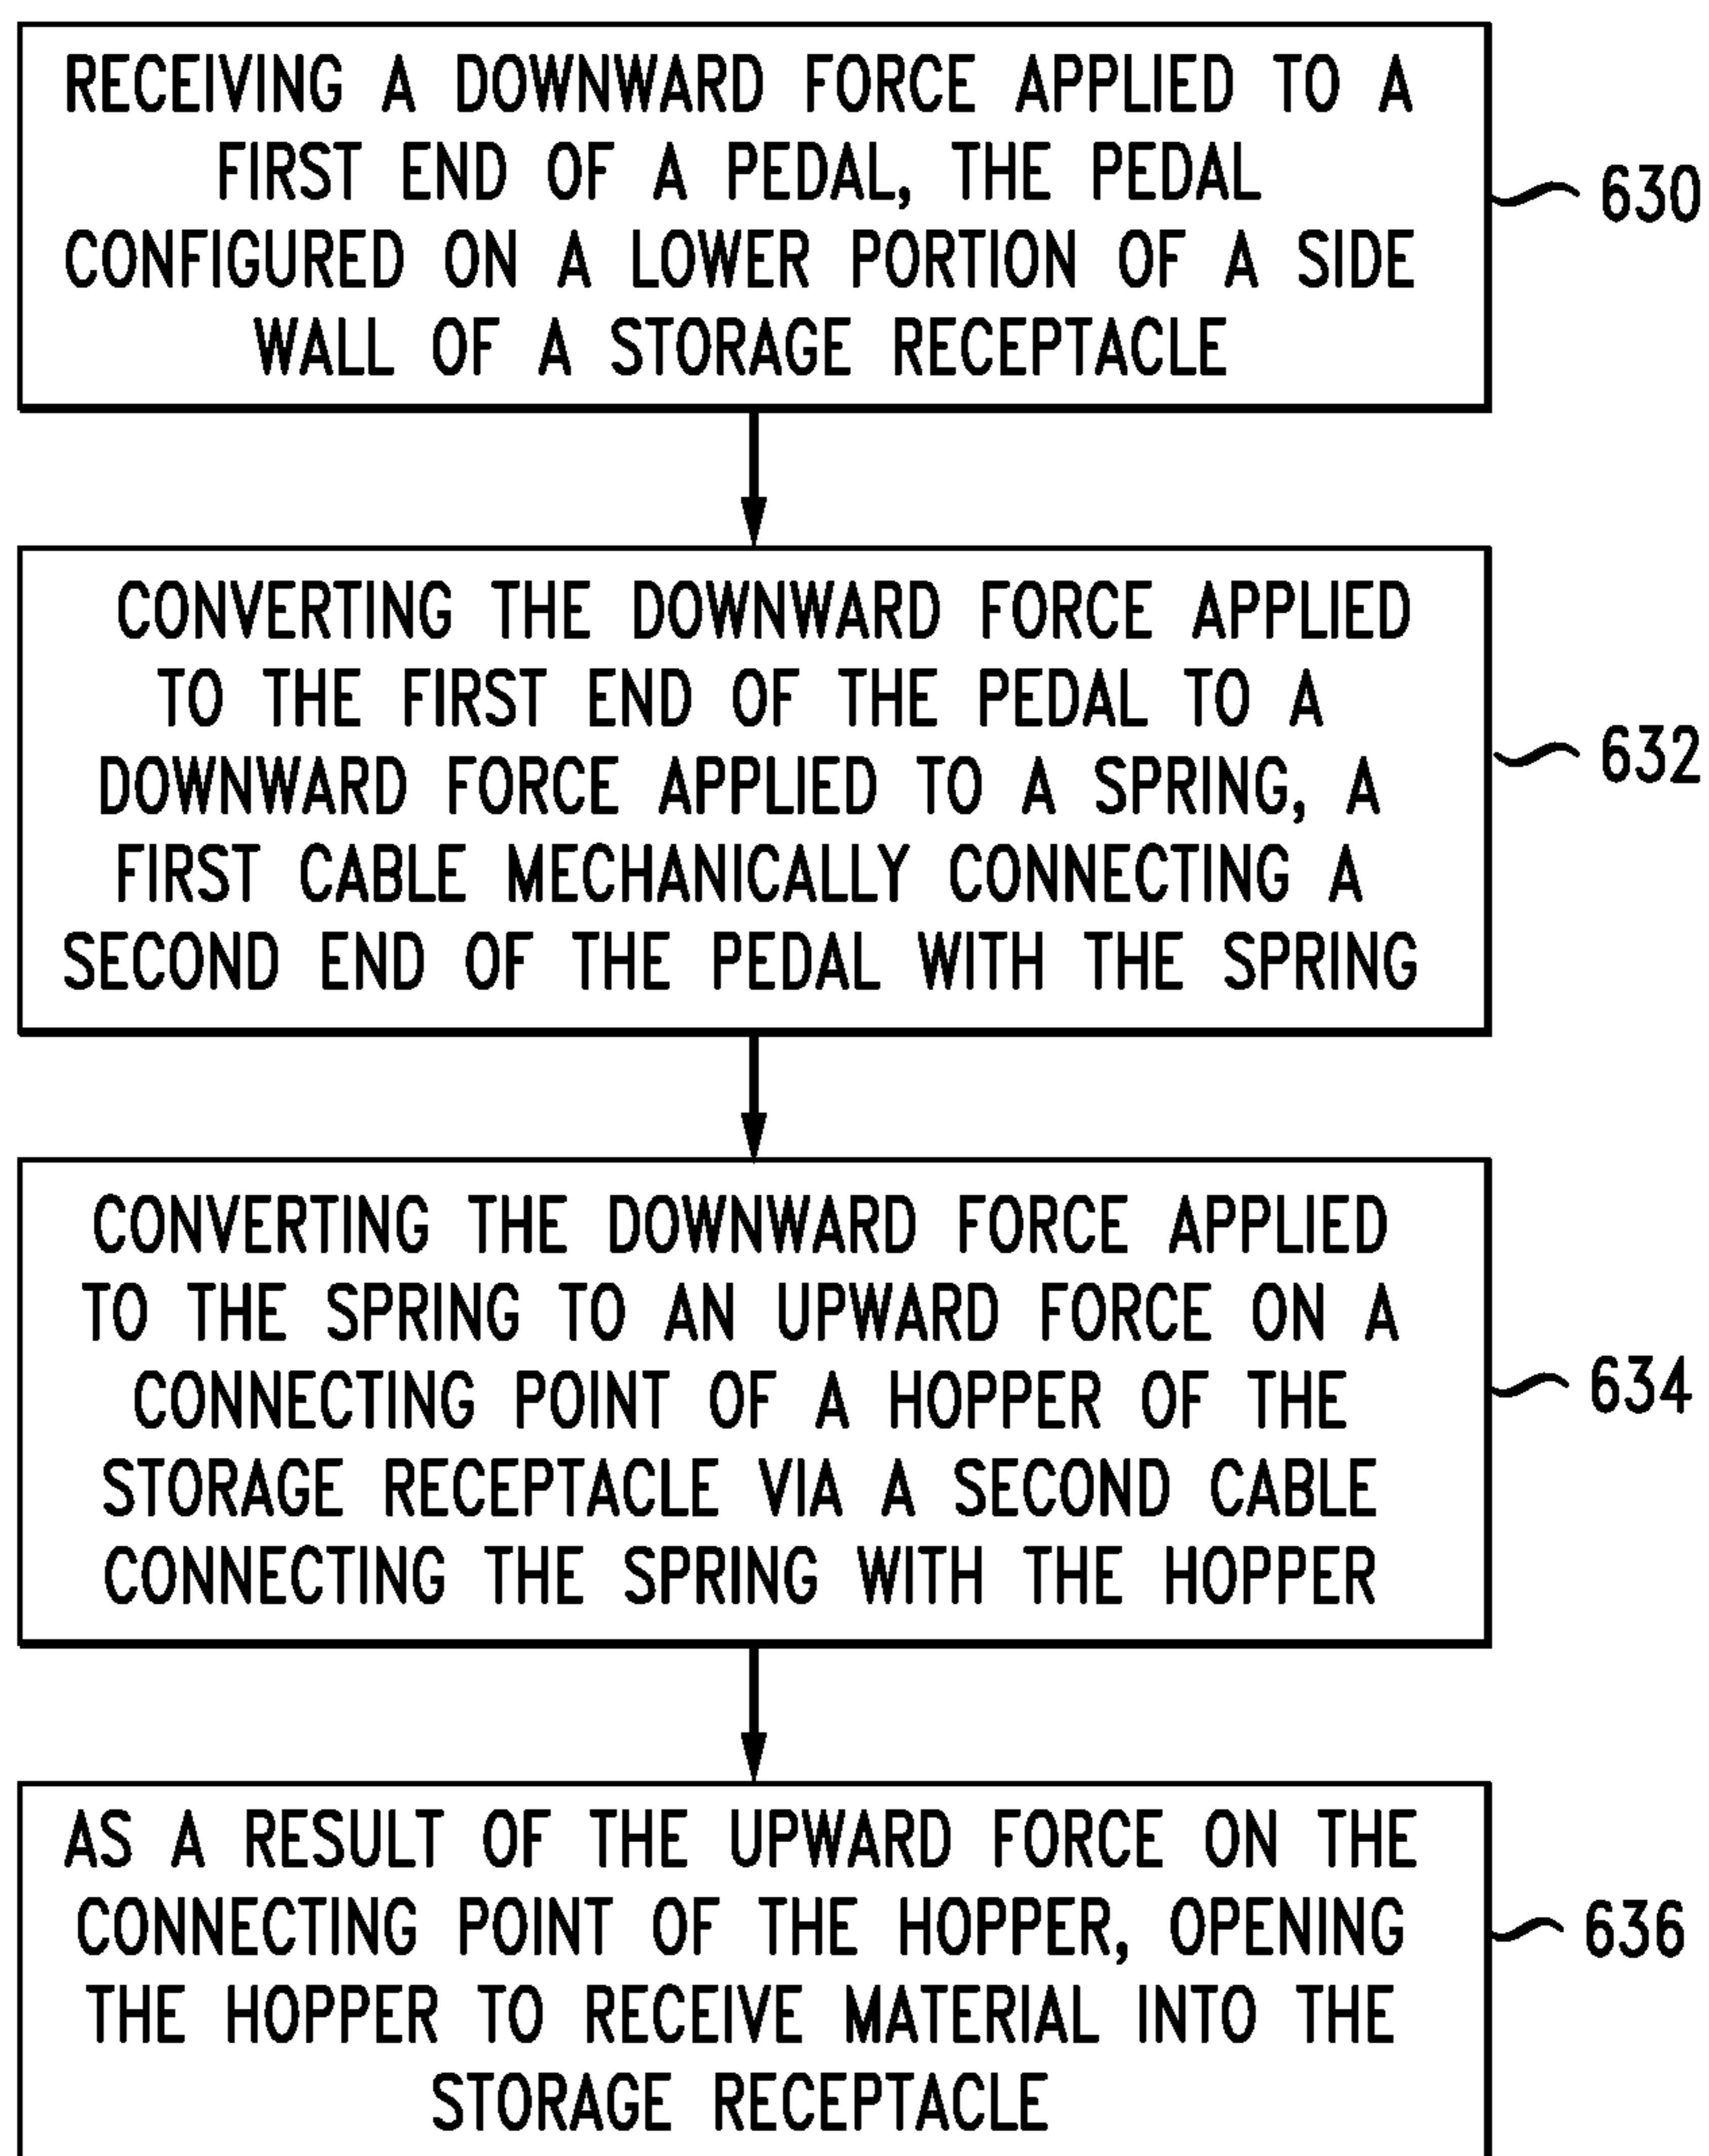 RECEIVING A DOWNWARD FORCE APPLIED TO A
FIRST END OF A PEDAL, THE PEDAL
CONFIGURED ON A LOWER PORTION OF A SIDE
WALL OF A STORAGE RECEPTACLE
630
CONVERTING THE DOWNWARD FORCE APPLIED
TO THE FIRST END OF THE PEDAL TO A
DOWNWARD FORCE APPLIED TO A SPRING, A
FIRST CABLE MECHANICALLY CONNECTING A
SECOND END OF THE PEDAL WITH THE SPRING
632
CONVERTING THE DOWNWARD FORCE APPLIED
TO THE SPRING TO AN UPWARD FORCE ON A
CONNECTING POINT OF A HOPPER OF THE
STORAGE RECEPTACLE VIA A SECOND CABLE
CONNECTING THE SPRING WITH THE HOPPER
634
AS A RESULT OF THE UPWARD FORCE ON THE
CONNECTING POINT OF THE HOPPER, OPENING
THE HOPPER TO RECEIVE MATERIAL INTO THE
STORAGE RECEPTACLE
636